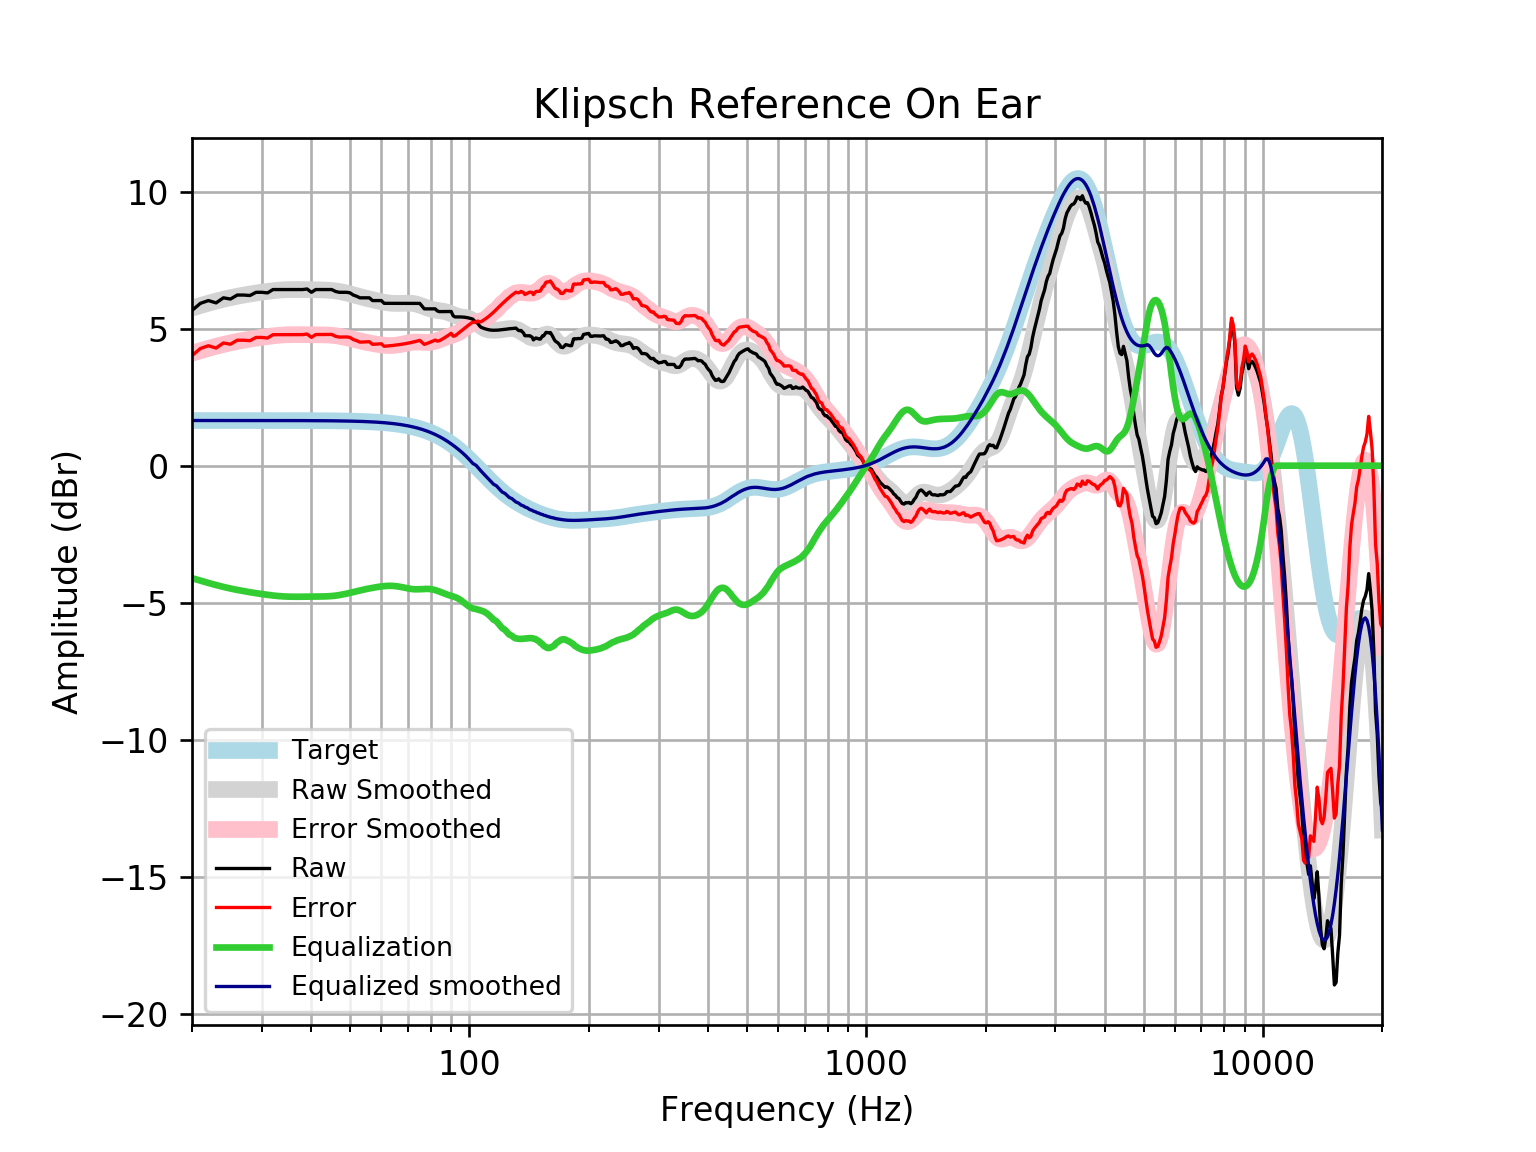 Klipsch Reference On Ear
Amplitude (dBr)
10
5
0
−5
−10
−15
−20
Target
Raw Smoothed
Error Smoothed
Raw
Error
Equalization
Equalized smoothed
100
1000
10000
Frequency (Hz)